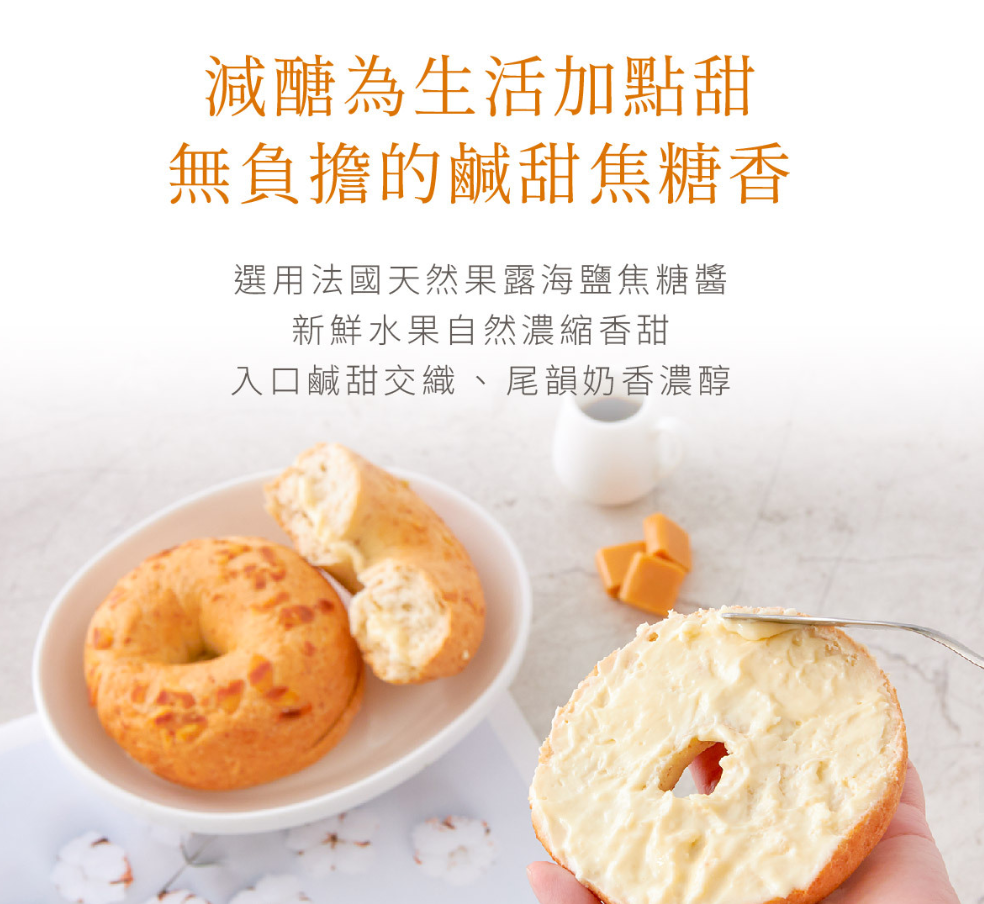 減醣為生活加點甜
無負擔的鹹甜焦糖香
選用法國天然果露海鹽焦糖醬
新鮮水果自然濃縮香甜
入口鹹甜交織、尾韻奶香濃醇